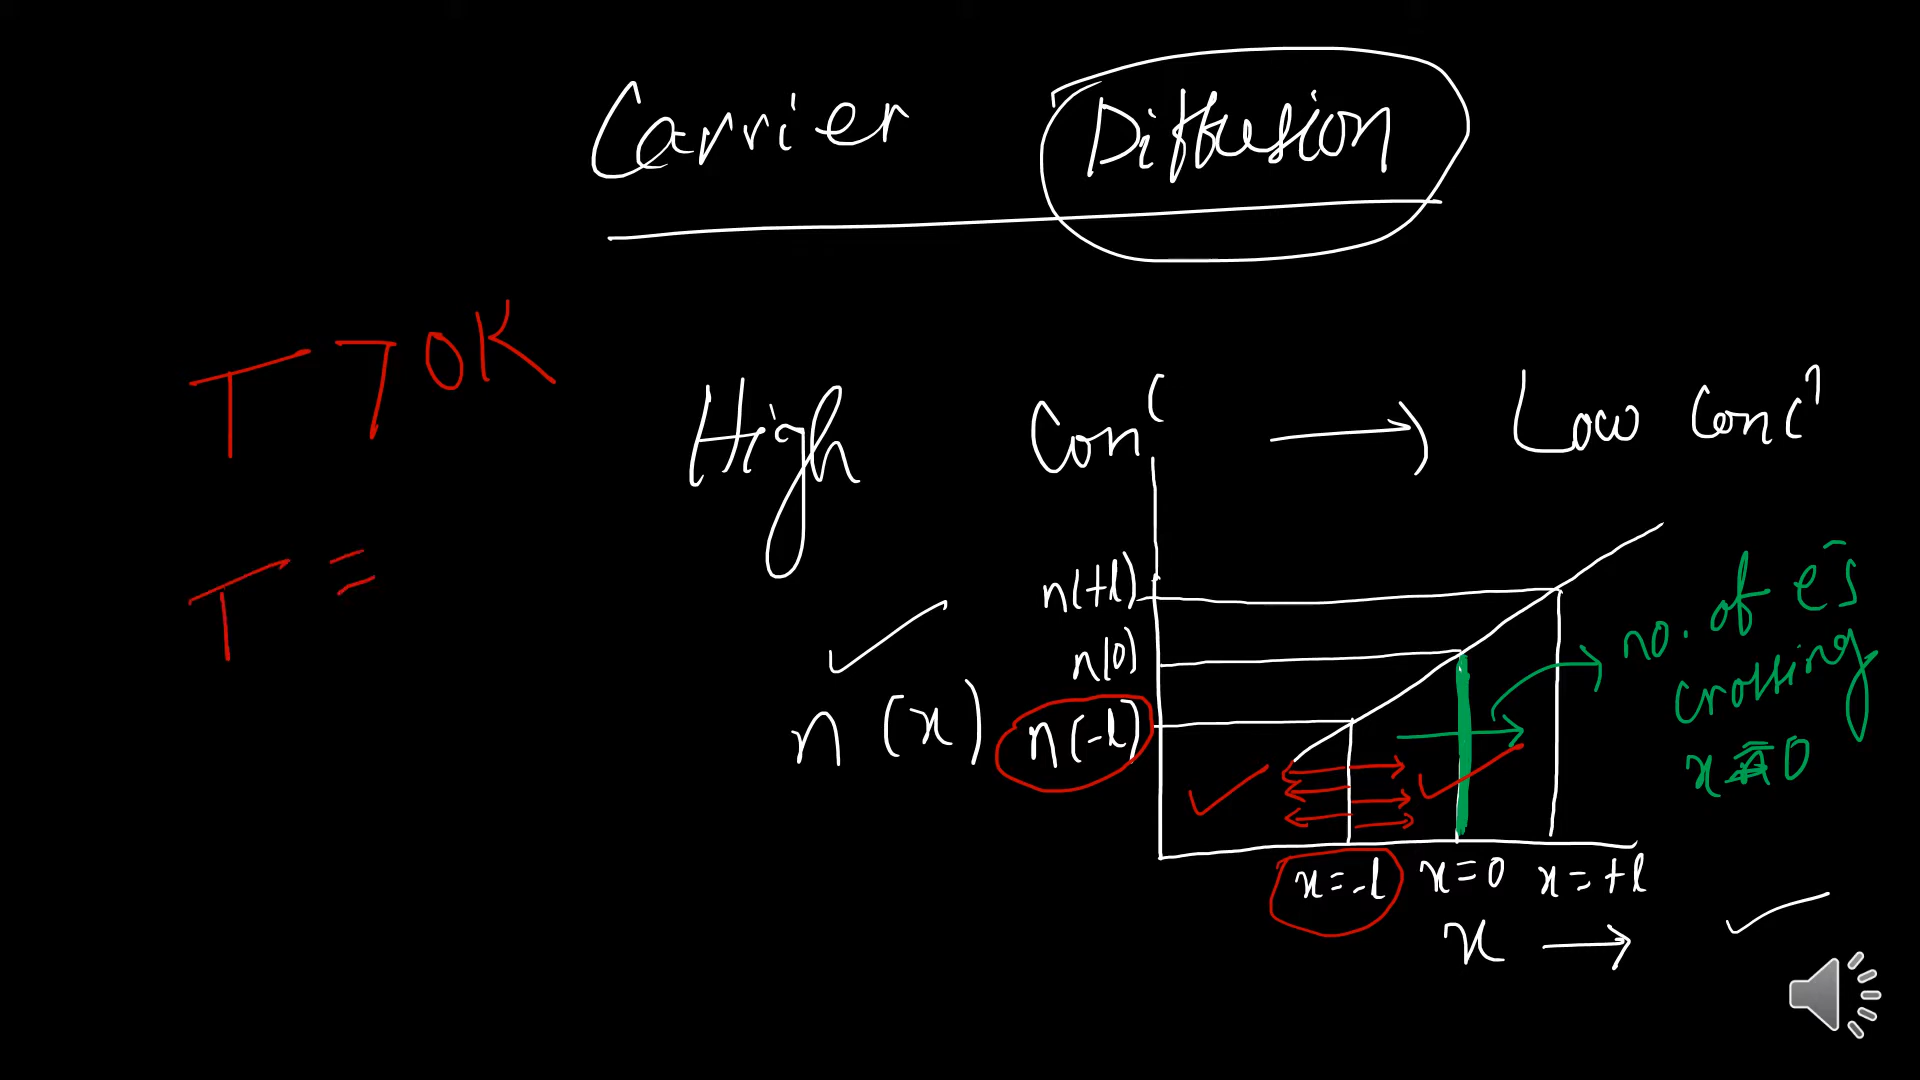 Carrier Diffusion
T > 0K
High Conc → Low Conc'
T =
n(+l)
n(0)
n(x) n(-l)
no. of e⁻s
crossing
x = 0
x=-l x=0 x=+l
x →